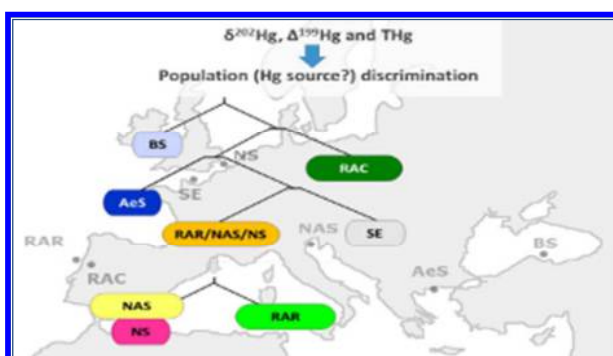 δ²⁰²Hg, Δ¹⁹⁹Hg and THg
Population (Hg source?) discrimination
BS
NS
RAC
SE
AeS
RAR/NAS/NS
SE
NAS
BS
RAR
RAC
AeS
NAS
RAR
NS